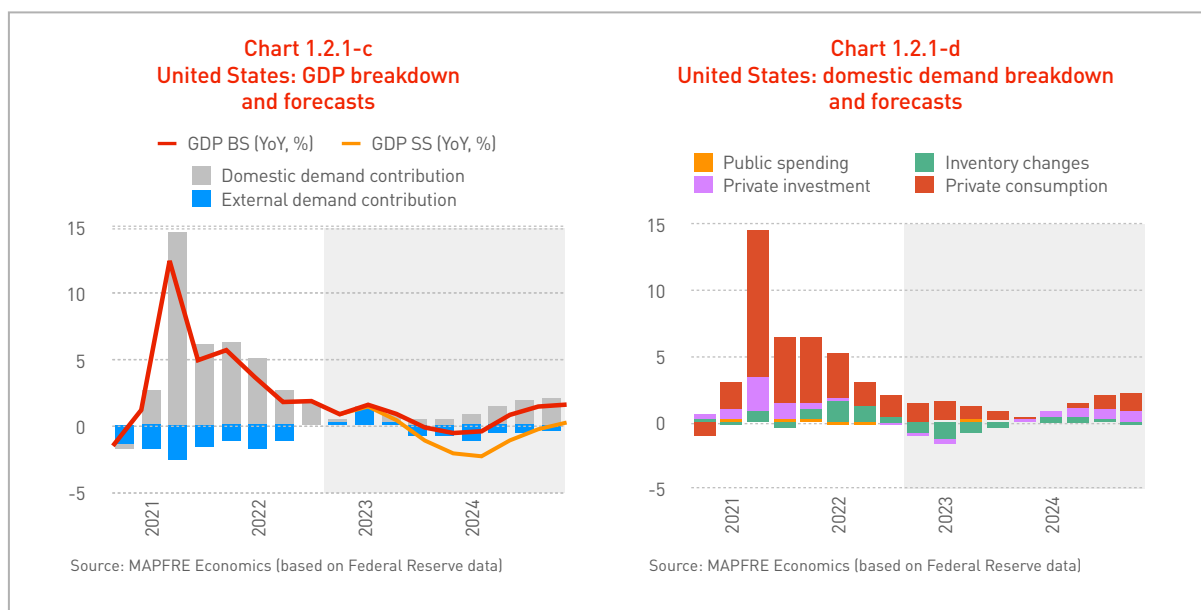 Chart 1.2.1-c
United States: GDP breakdown
and forecasts
GDP BS (YoY, %) GDP SS (YoY, %)
Domestic demand contribution
External demand contribution
15
10
5
0
-5
2021
2022
2023
2024
Source: MAPFRE Economics (based on Federal Reserve data)
Chart 1.2.1-d
United States: domestic demand breakdown
and forecasts
Public spending Inventory changes
Private investment Private consumption
15
10
5
0
-5
2021
2022
2023
2024
Source: MAPFRE Economics (based on Federal Reserve data)